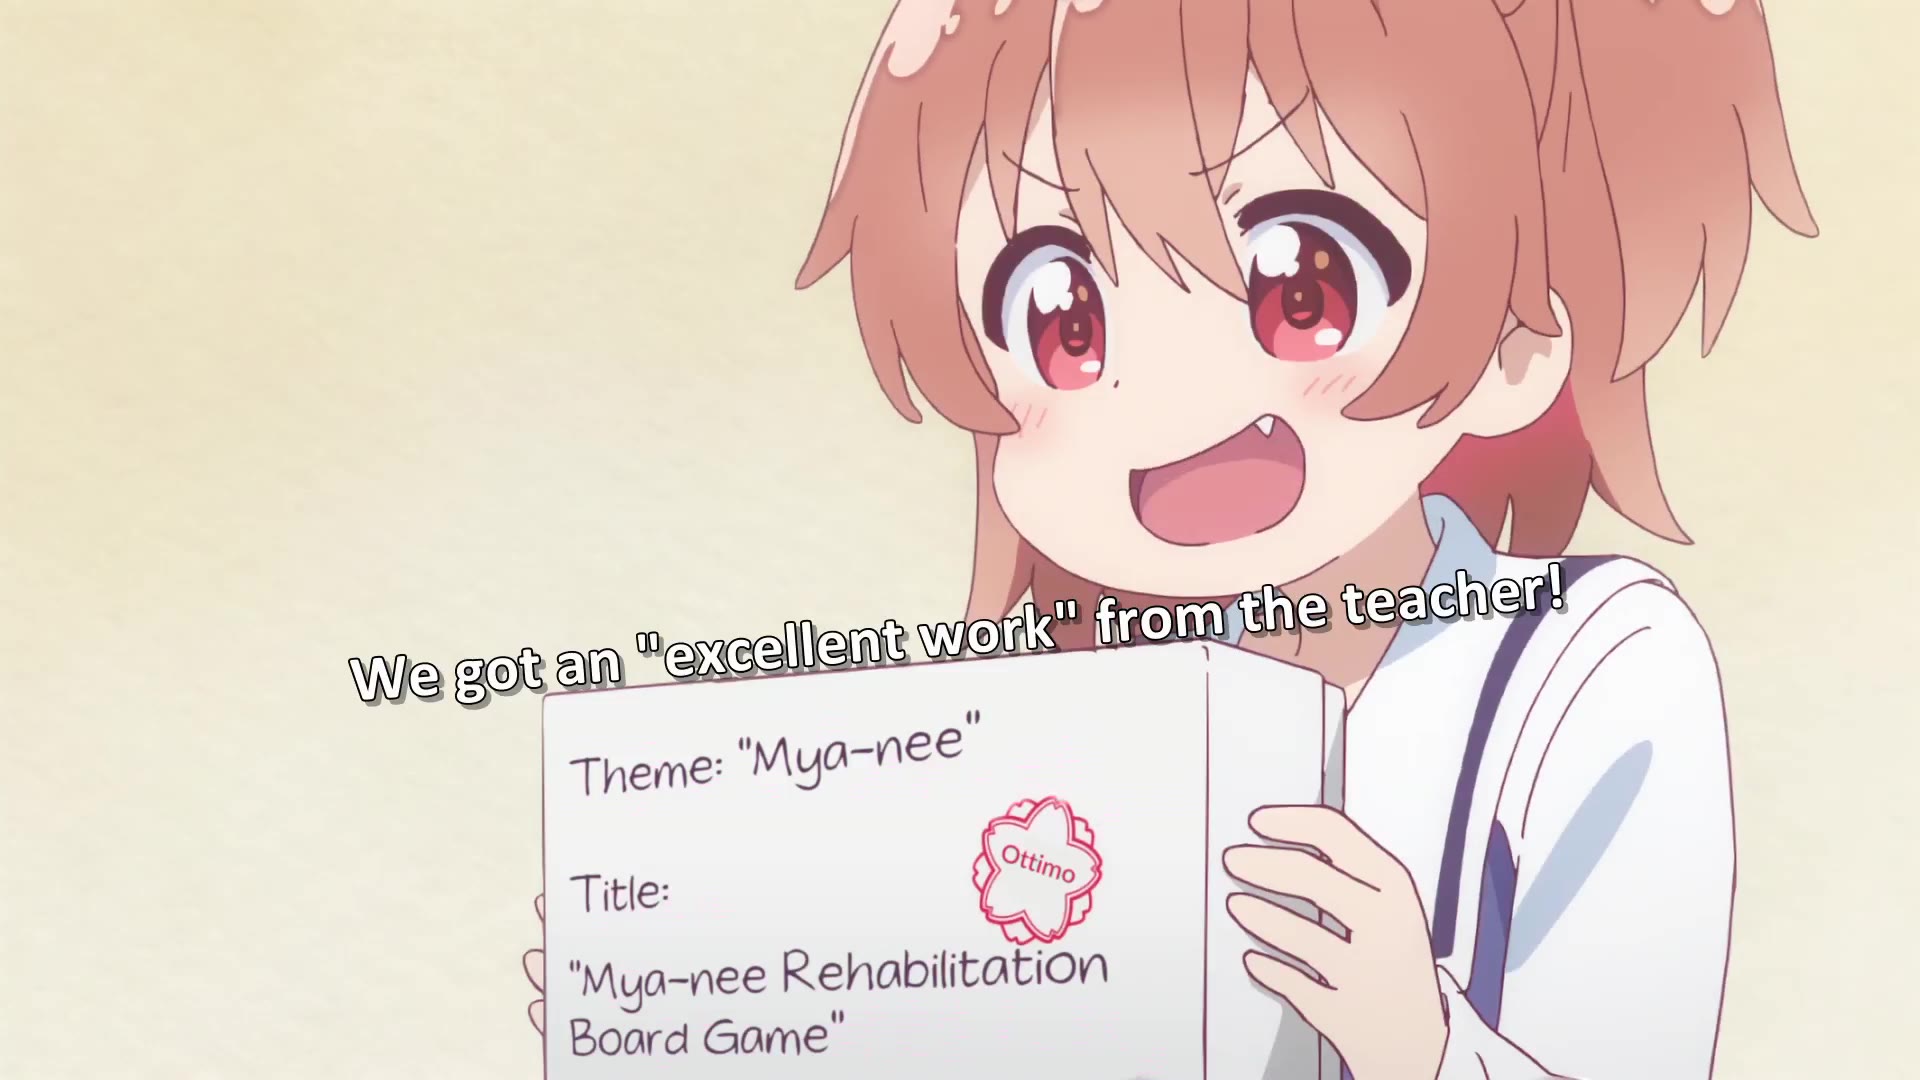 We got an "excellent work" from the teacher!
Theme: "Mya-nee"
Ottimo
Title:
"Mya-nee Rehabilitation
Board Game"